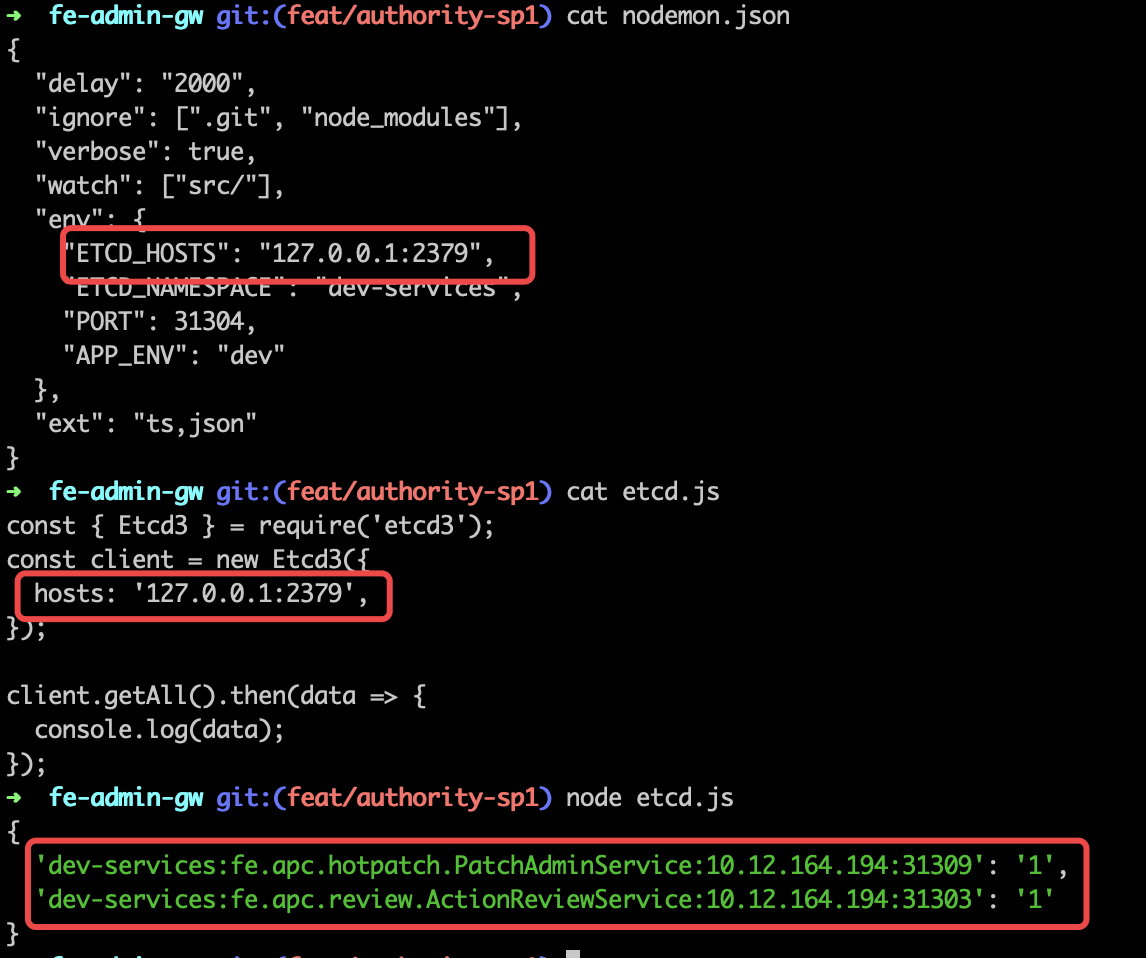 → fe-admin-gw git:(feat/authority-sp1) cat nodemon.json
{
  "delay": "2000",
  "ignore": [".git", "node_modules"],
  "verbose": true,
  "watch": ["src/"],
  "env": {
    "ETCD_HOSTS": "127.0.0.1:2379",
    "ETCD_NAMESPACE": "dev-services",
    "PORT": 31304,
    "APP_ENV": "dev"
  },
  "ext": "ts,json"
}
→ fe-admin-gw git:(feat/authority-sp1) cat etcd.js
const { Etcd3 } = require('etcd3');
const client = new Etcd3({
  hosts: '127.0.0.1:2379',
});

client.getAll().then(data => {
  console.log(data);
});
→ fe-admin-gw git:(feat/authority-sp1) node etcd.js
{
  'dev-services:fe.apc.hotpatch.PatchAdminService:10.12.164.194:31309': '1',
  'dev-services:fe.apc.review.ActionReviewService:10.12.164.194:31303': '1'
}